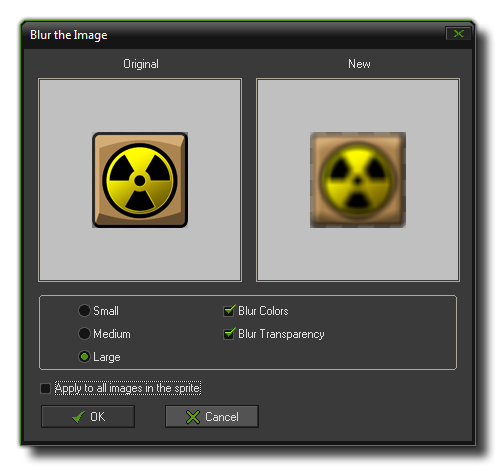 Blur the Image
Original New
Small Blur Colors
Medium Blur Transparency
Large
Apply to all images in the sprite
OK Cancel